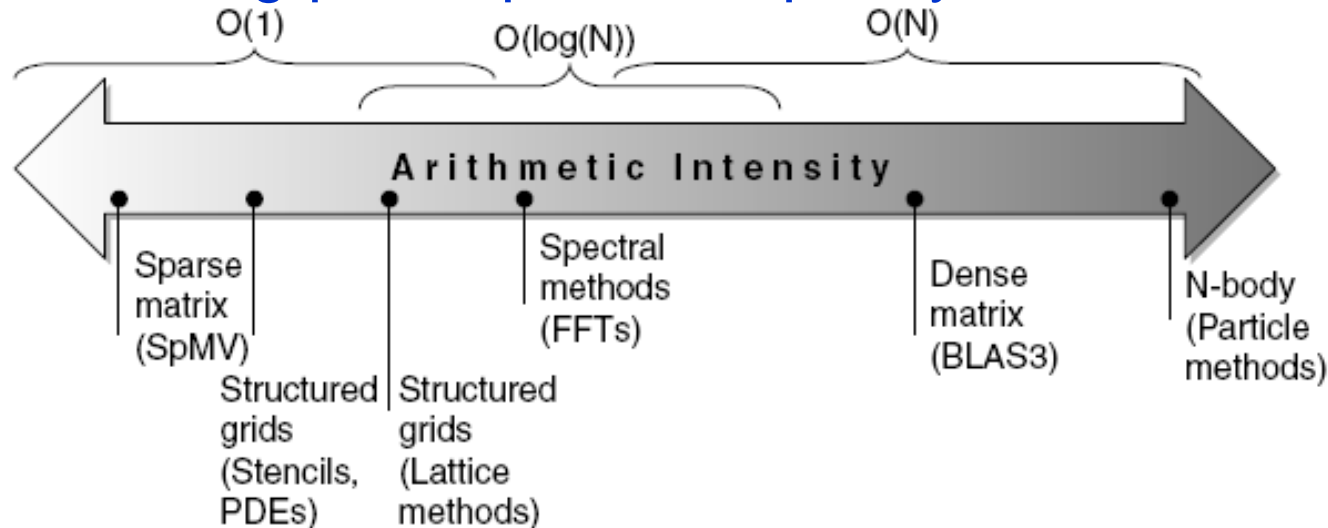 O(1)
O(log(N))
O(N)
Arithmetic Intensity
Sparse
matrix
(SpMV)
Structured
grids
(Stencils,
PDEs)
Structured
grids
(Lattice
methods)
Spectral
methods
(FFTs)
Dense
matrix
(BLAS3)
N-body
(Particle
methods)